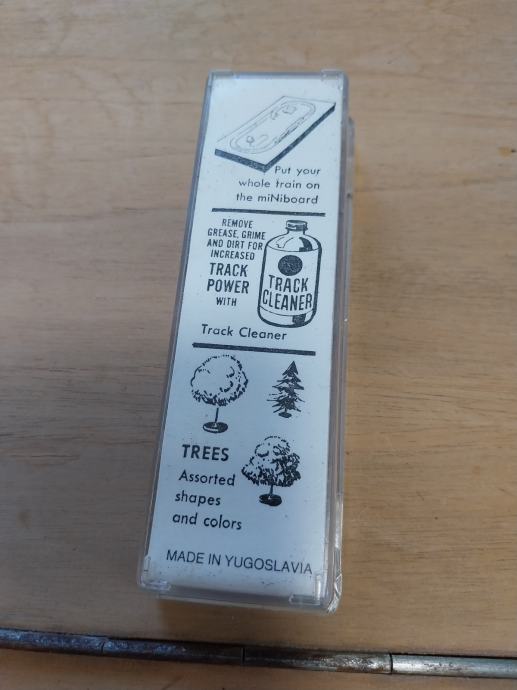 Put your
whole train on
the miNiboard
REMOVE
GREASE, GRIME
AND DIRT FOR
INCREASED
TRACK
POWER
WITH
TRACK
CLEANER
Track Cleaner
TREES
Assorted
shapes
and colors
MADE IN YUGOSLAVIA